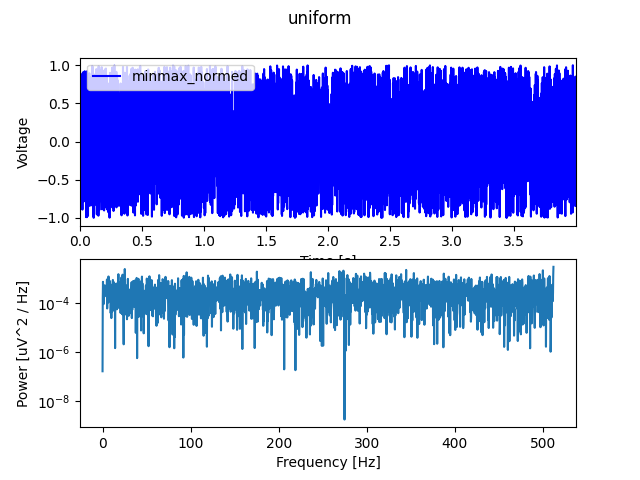 uniform
1.0
0.5
0.0
−0.5
−1.0
Voltage
minmax_normed
0.0 0.5 1.0 1.5 2.0 2.5 3.0 3.5
Time [s]
10⁻⁴
10⁻⁶
10⁻⁸
Power [uV^2 / Hz]
0 100 200 300 400 500
Frequency [Hz]